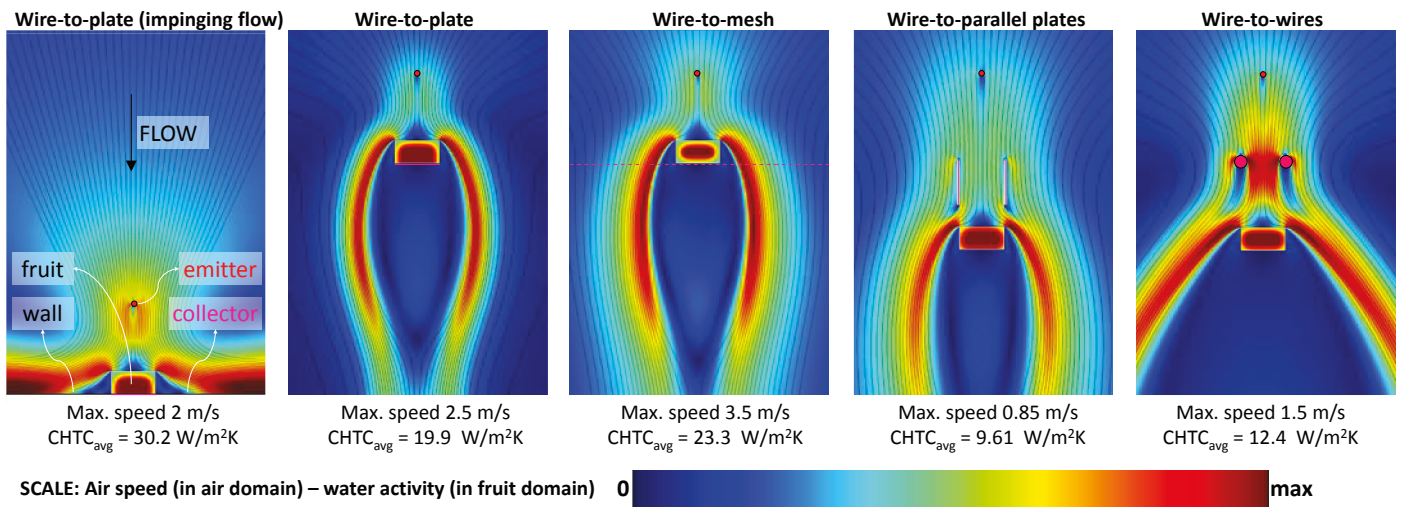 Wire-to-plate (impinging flow)
Wire-to-plate
Wire-to-mesh
Wire-to-parallel plates
Wire-to-wires
FLOW
fruit
emitter
wall
collector
Max. speed 2 m/s
CHTCavg = 30.2 W/m²K
Max. speed 2.5 m/s
CHTCavg = 19.9 W/m²K
Max. speed 3.5 m/s
CHTCavg = 23.3 W/m²K
Max. speed 0.85 m/s
CHTCavg = 9.61 W/m²K
Max. speed 1.5 m/s
CHTCavg = 12.4 W/m²K
SCALE: Air speed (in air domain) – water activity (in fruit domain) 0 max